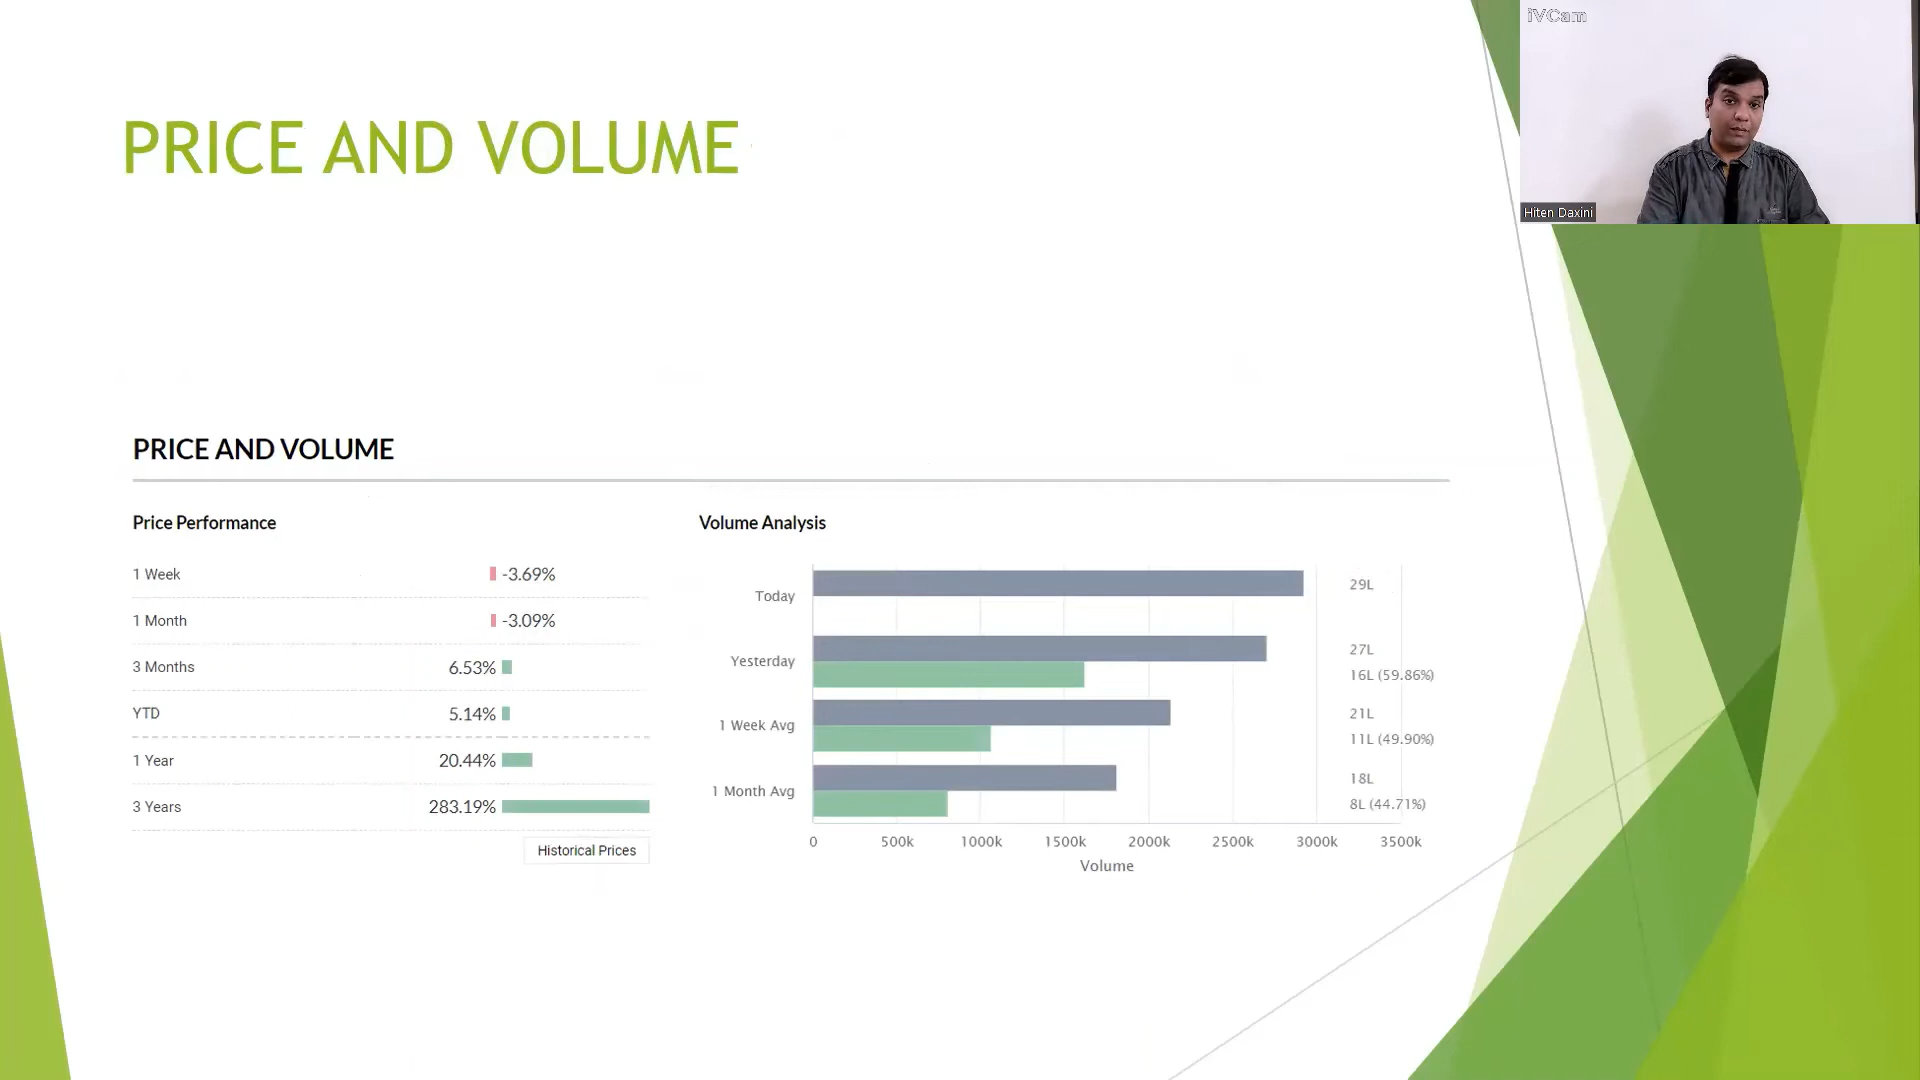 iVCam
Hiten Daxini
PRICE AND VOLUME
PRICE AND VOLUME
Price Performance
1 Week -3.69%
1 Month -3.09%
3 Months 6.53%
YTD 5.14%
1 Year 20.44%
3 Years 283.19%
Historical Prices
Volume Analysis
Today 29L
Yesterday 27L
16L (59.86%)
1 Week Avg 21L
11L (49.90%)
1 Month Avg 18L
8L (44.71%)
0 500k 1000k 1500k 2000k 2500k 3000k 3500k
Volume